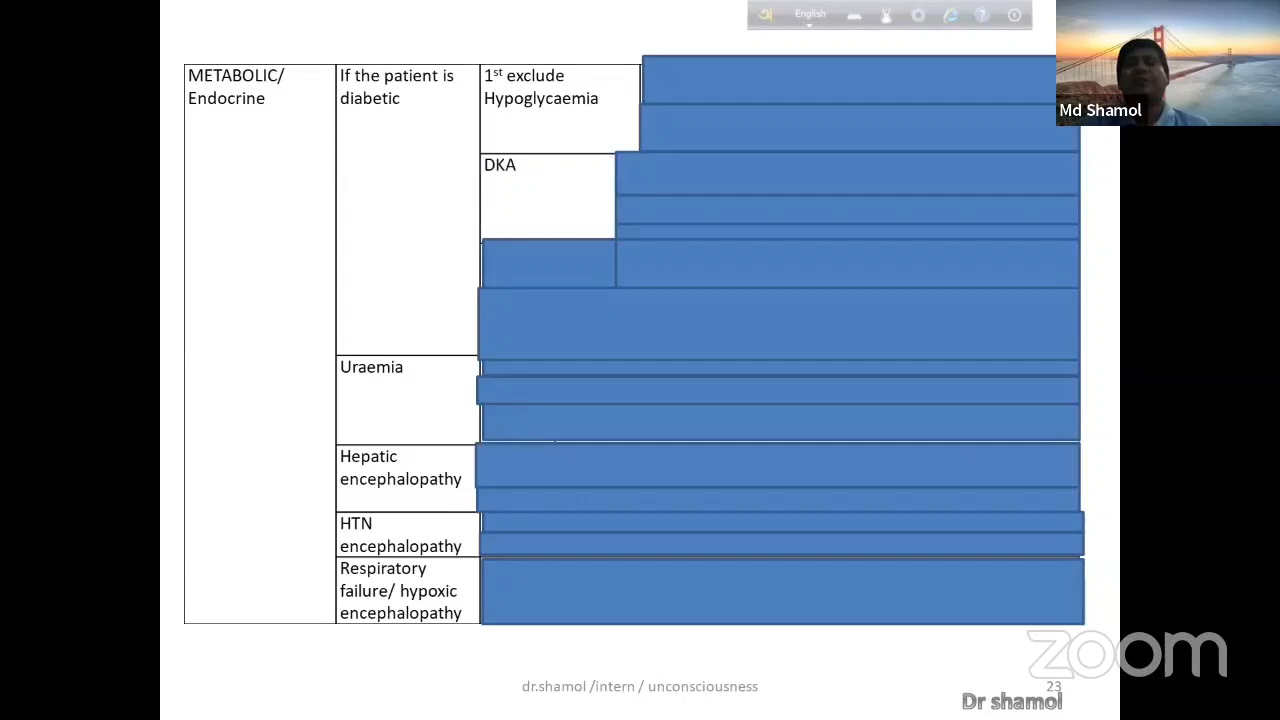 English
METABOLIC/
Endocrine
If the patient is
diabetic
1st exclude
Hypoglycaemia
DKA
Uraemia
Hepatic
encephalopathy
HTN
encephalopathy
Respiratory
failure/ hypoxic
encephalopathy
Md Shamol
zoom
dr.shamol /intern / unconsciousness
23
Dr shamol